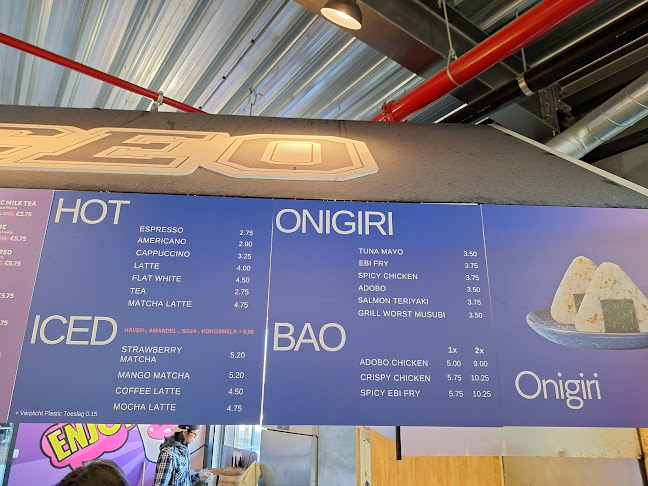 EO
C MILK TEA
€5.75
€5.75
€5.75
HOT
ESPRESSO 2.75
AMERICANO 2.90
CAPPUCCINO 3.25
LATTE 4.00
FLAT WHITE 4.50
TEA 2.75
MATCHA LATTE 4.75
ICED
HAVER-, AMANDEL-, SOJA-, KOKOSMELK + 0.50
STRAWBERRY
MATCHA 5.20
MANGO MATCHA 5.20
COFFEE LATTE 4.50
MOCHA LATTE 4.75
+ Verplicht Plastic Toeslag 0.15
ONIGIRI
TUNA MAYO 3.50
EBI FRY 3.75
SPICY CHICKEN 3.75
ADOBO 3.50
SALMON TERIYAKI 3.75
GRILL WORST MUSUBI 3.50
BAO
1x 2x
ADOBO CHICKEN 5.00 9.00
CRISPY CHICKEN 5.75 10.25
SPICY EBI FRY 5.75 10.25
Onigiri
ENJO